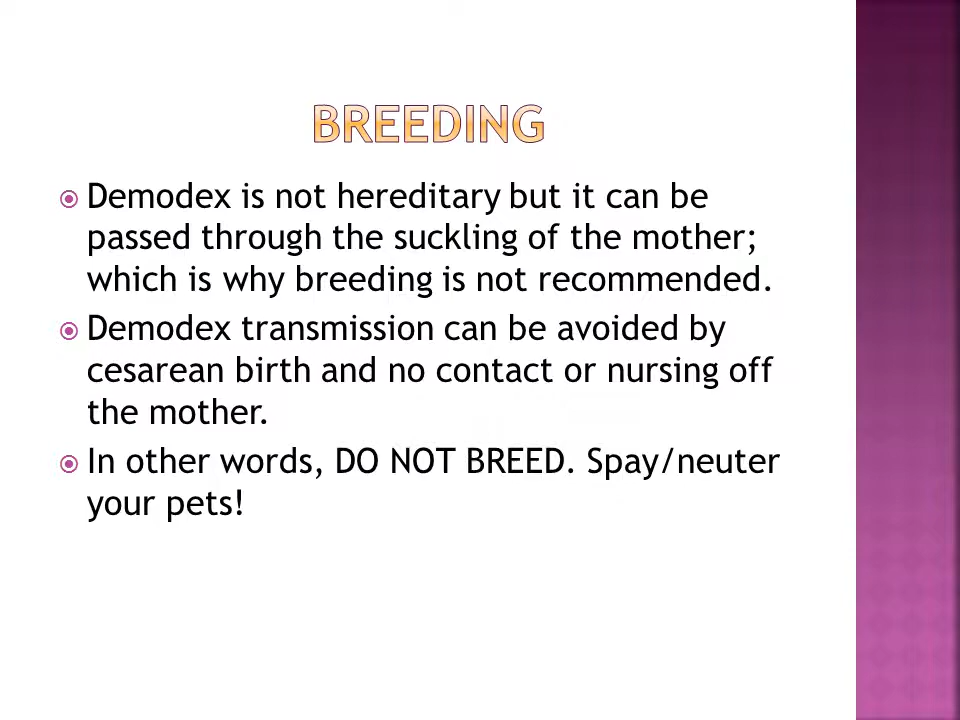 BREEDING
Demodex is not hereditary but it can be
passed through the suckling of the mother;
which is why breeding is not recommended.
Demodex transmission can be avoided by
cesarean birth and no contact or nursing off
the mother.
In other words, DO NOT BREED. Spay/neuter
your pets!